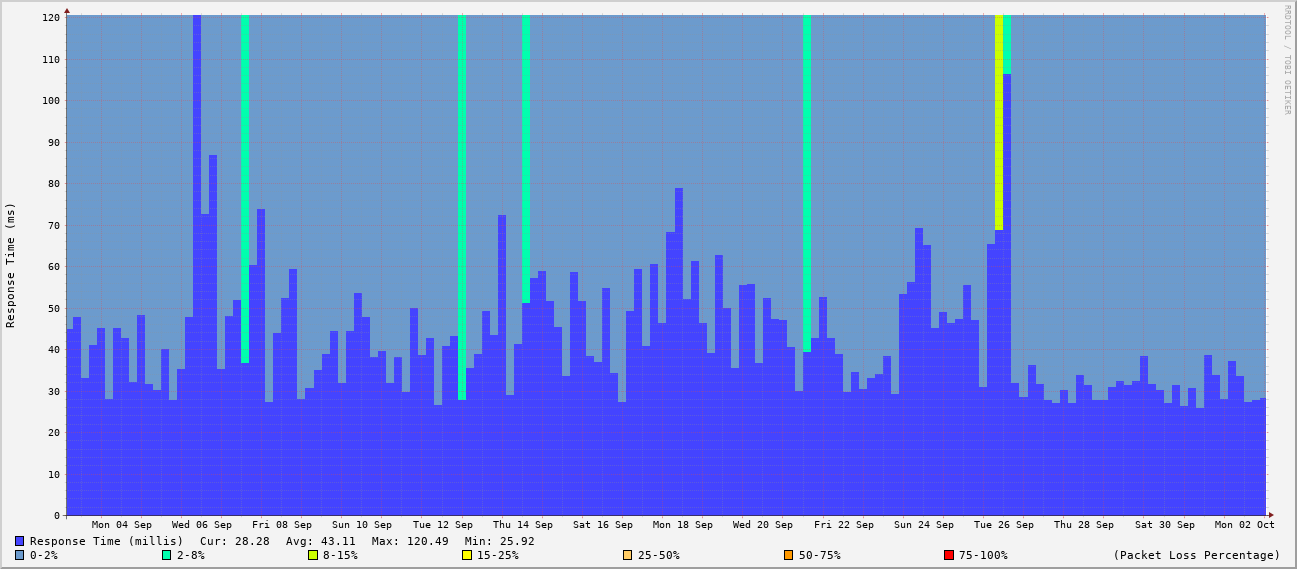 RRDTOOL / TOBI OETIKER
Response Time (ms)
120
110
100
90
80
70
60
50
40
30
20
10
0
Mon 04 Sep Wed 06 Sep Fri 08 Sep Sun 10 Sep Tue 12 Sep Thu 14 Sep Sat 16 Sep Mon 18 Sep Wed 20 Sep Fri 22 Sep Sun 24 Sep Tue 26 Sep Thu 28 Sep Sat 30 Sep Mon 02 Oct
Response Time (millis) Cur: 28.28 Avg: 43.11 Max: 120.49 Min: 25.92
0-2% 2-8% 8-15% 15-25% 25-50% 50-75% 75-100% (Packet Loss Percentage)